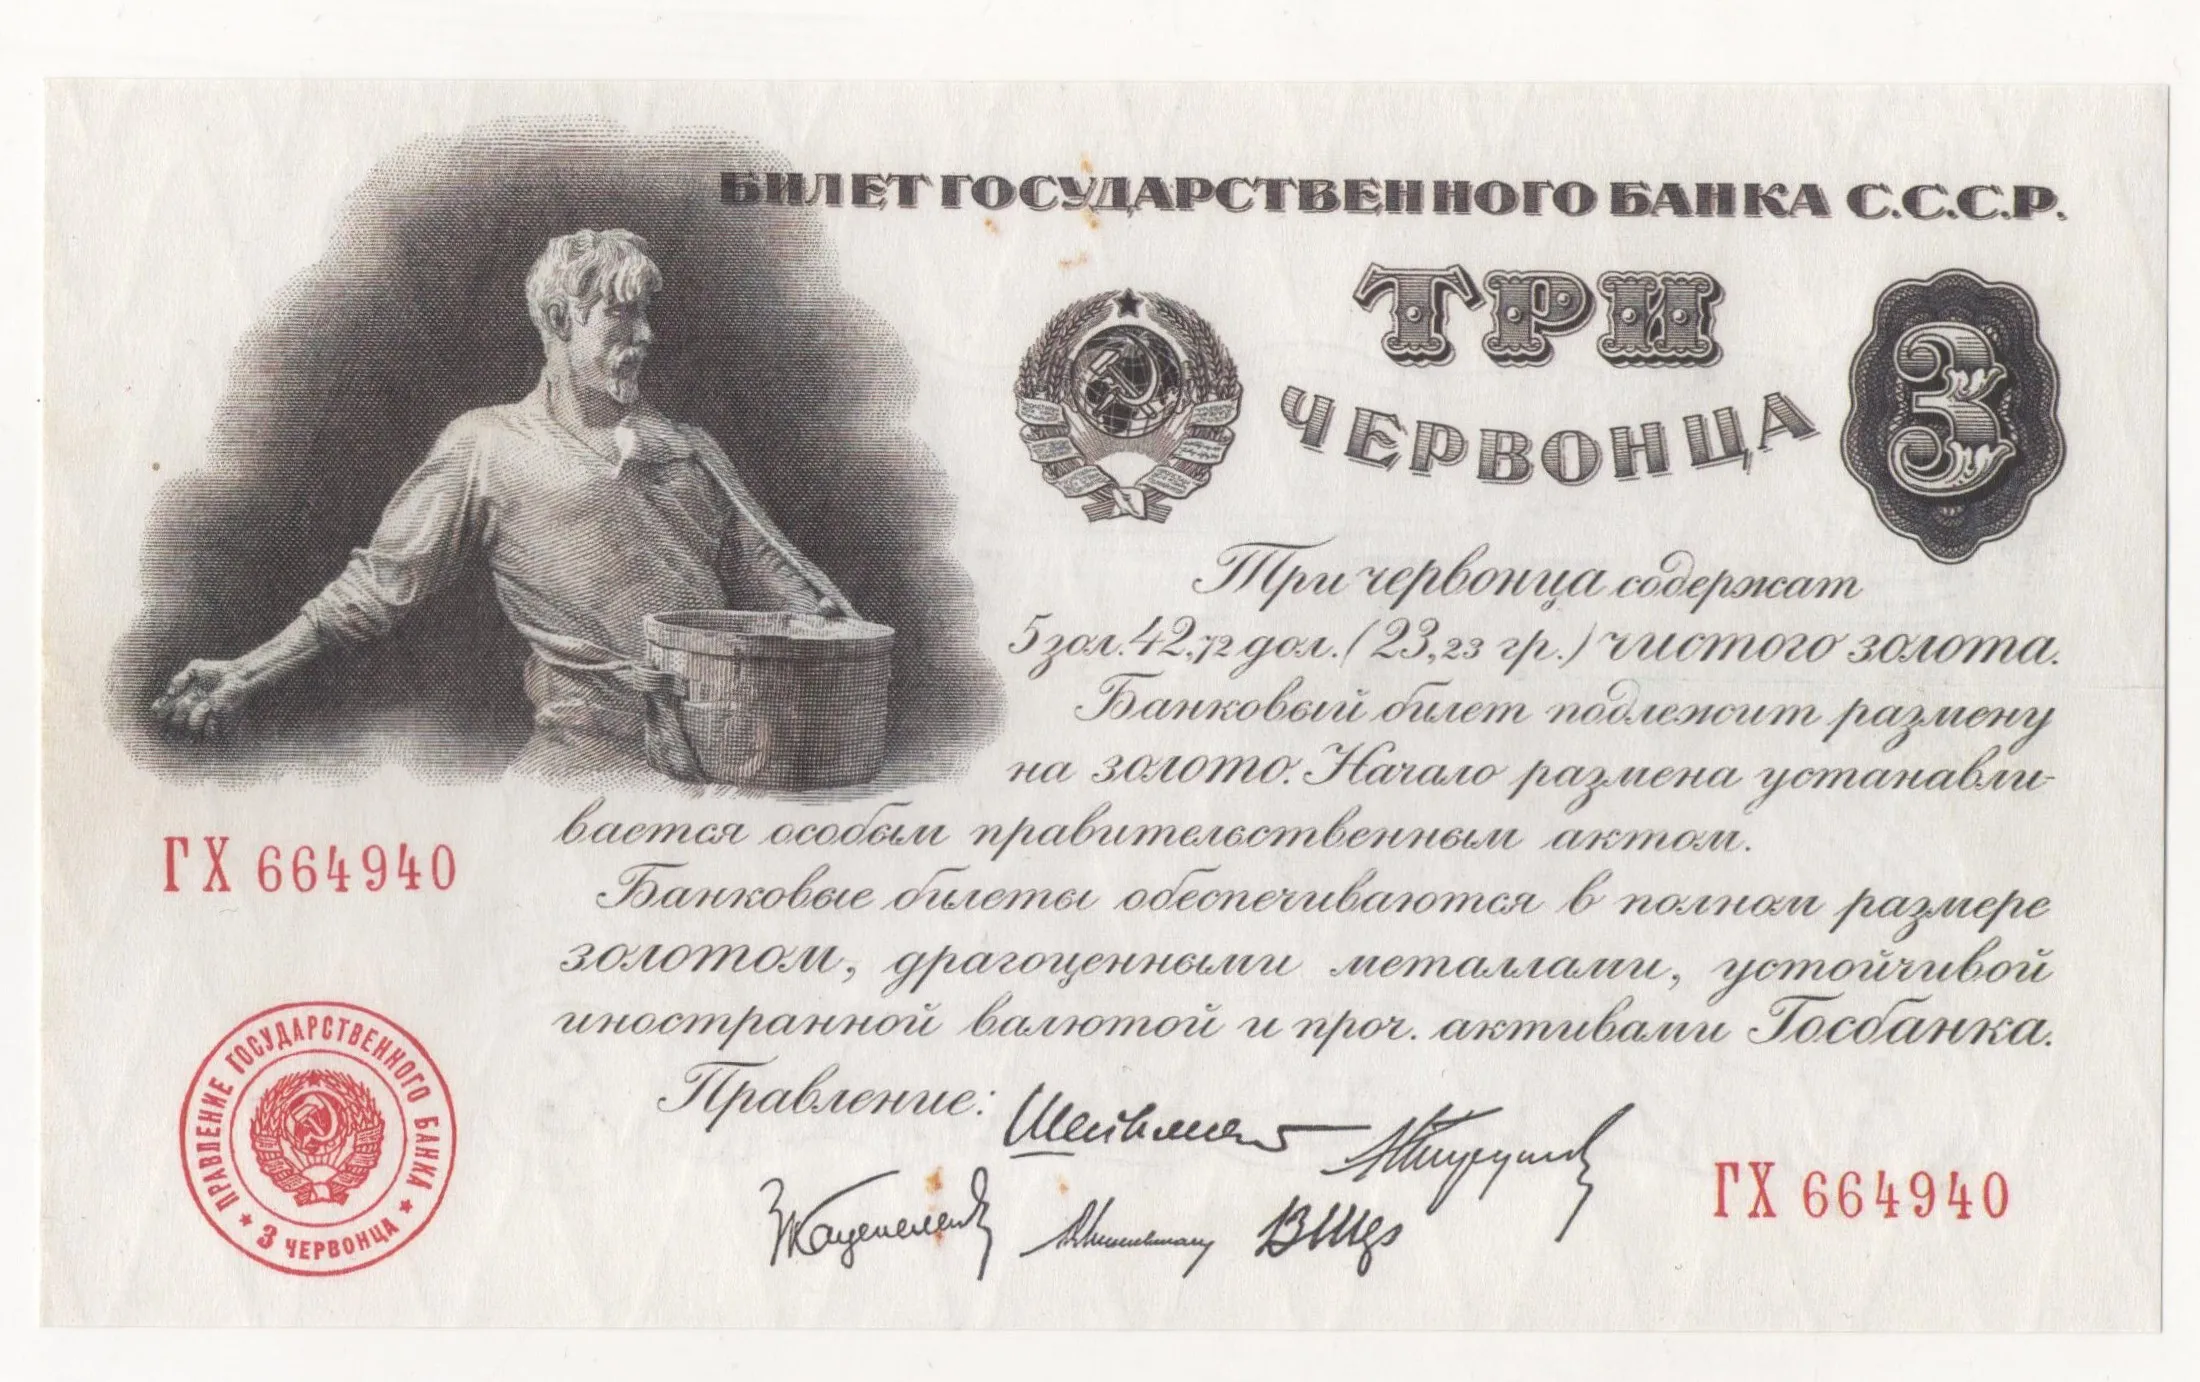 БИЛЕТ ГОСУДАРСТВЕННОГО БАНКА С.С.С.Р.
ТРИ
ЧЕРВОНЦА
3
Три червонца содержат
5 зол. 42,72 дол. (23,23 гр.) чистого золота.
Банковый билет подлежит размену
на золото. Начало размена устанавли-
вается особым правительственным актом.
Банковые билеты обеспечиваются в полном размере
золотом, драгоценными металлами, устойчивой
иностранной валютой и проч. активами Госбанка.
Правление:
ГХ 664940
ПРАВЛЕНИЕ ГОСУДАРСТВЕННОГО БАНКА
★ 3 ЧЕРВОНЦА ★
ГХ 664940